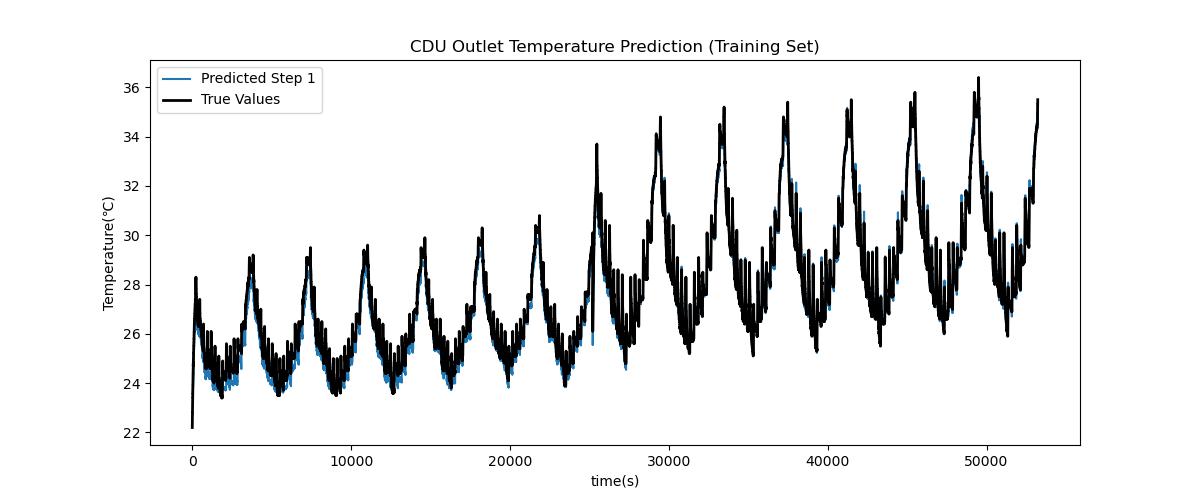 CDU Outlet Temperature Prediction (Training Set)
Predicted Step 1
True Values
Temperature(℃)
36
34
32
30
28
26
24
22
0
10000
20000
30000
40000
50000
time(s)